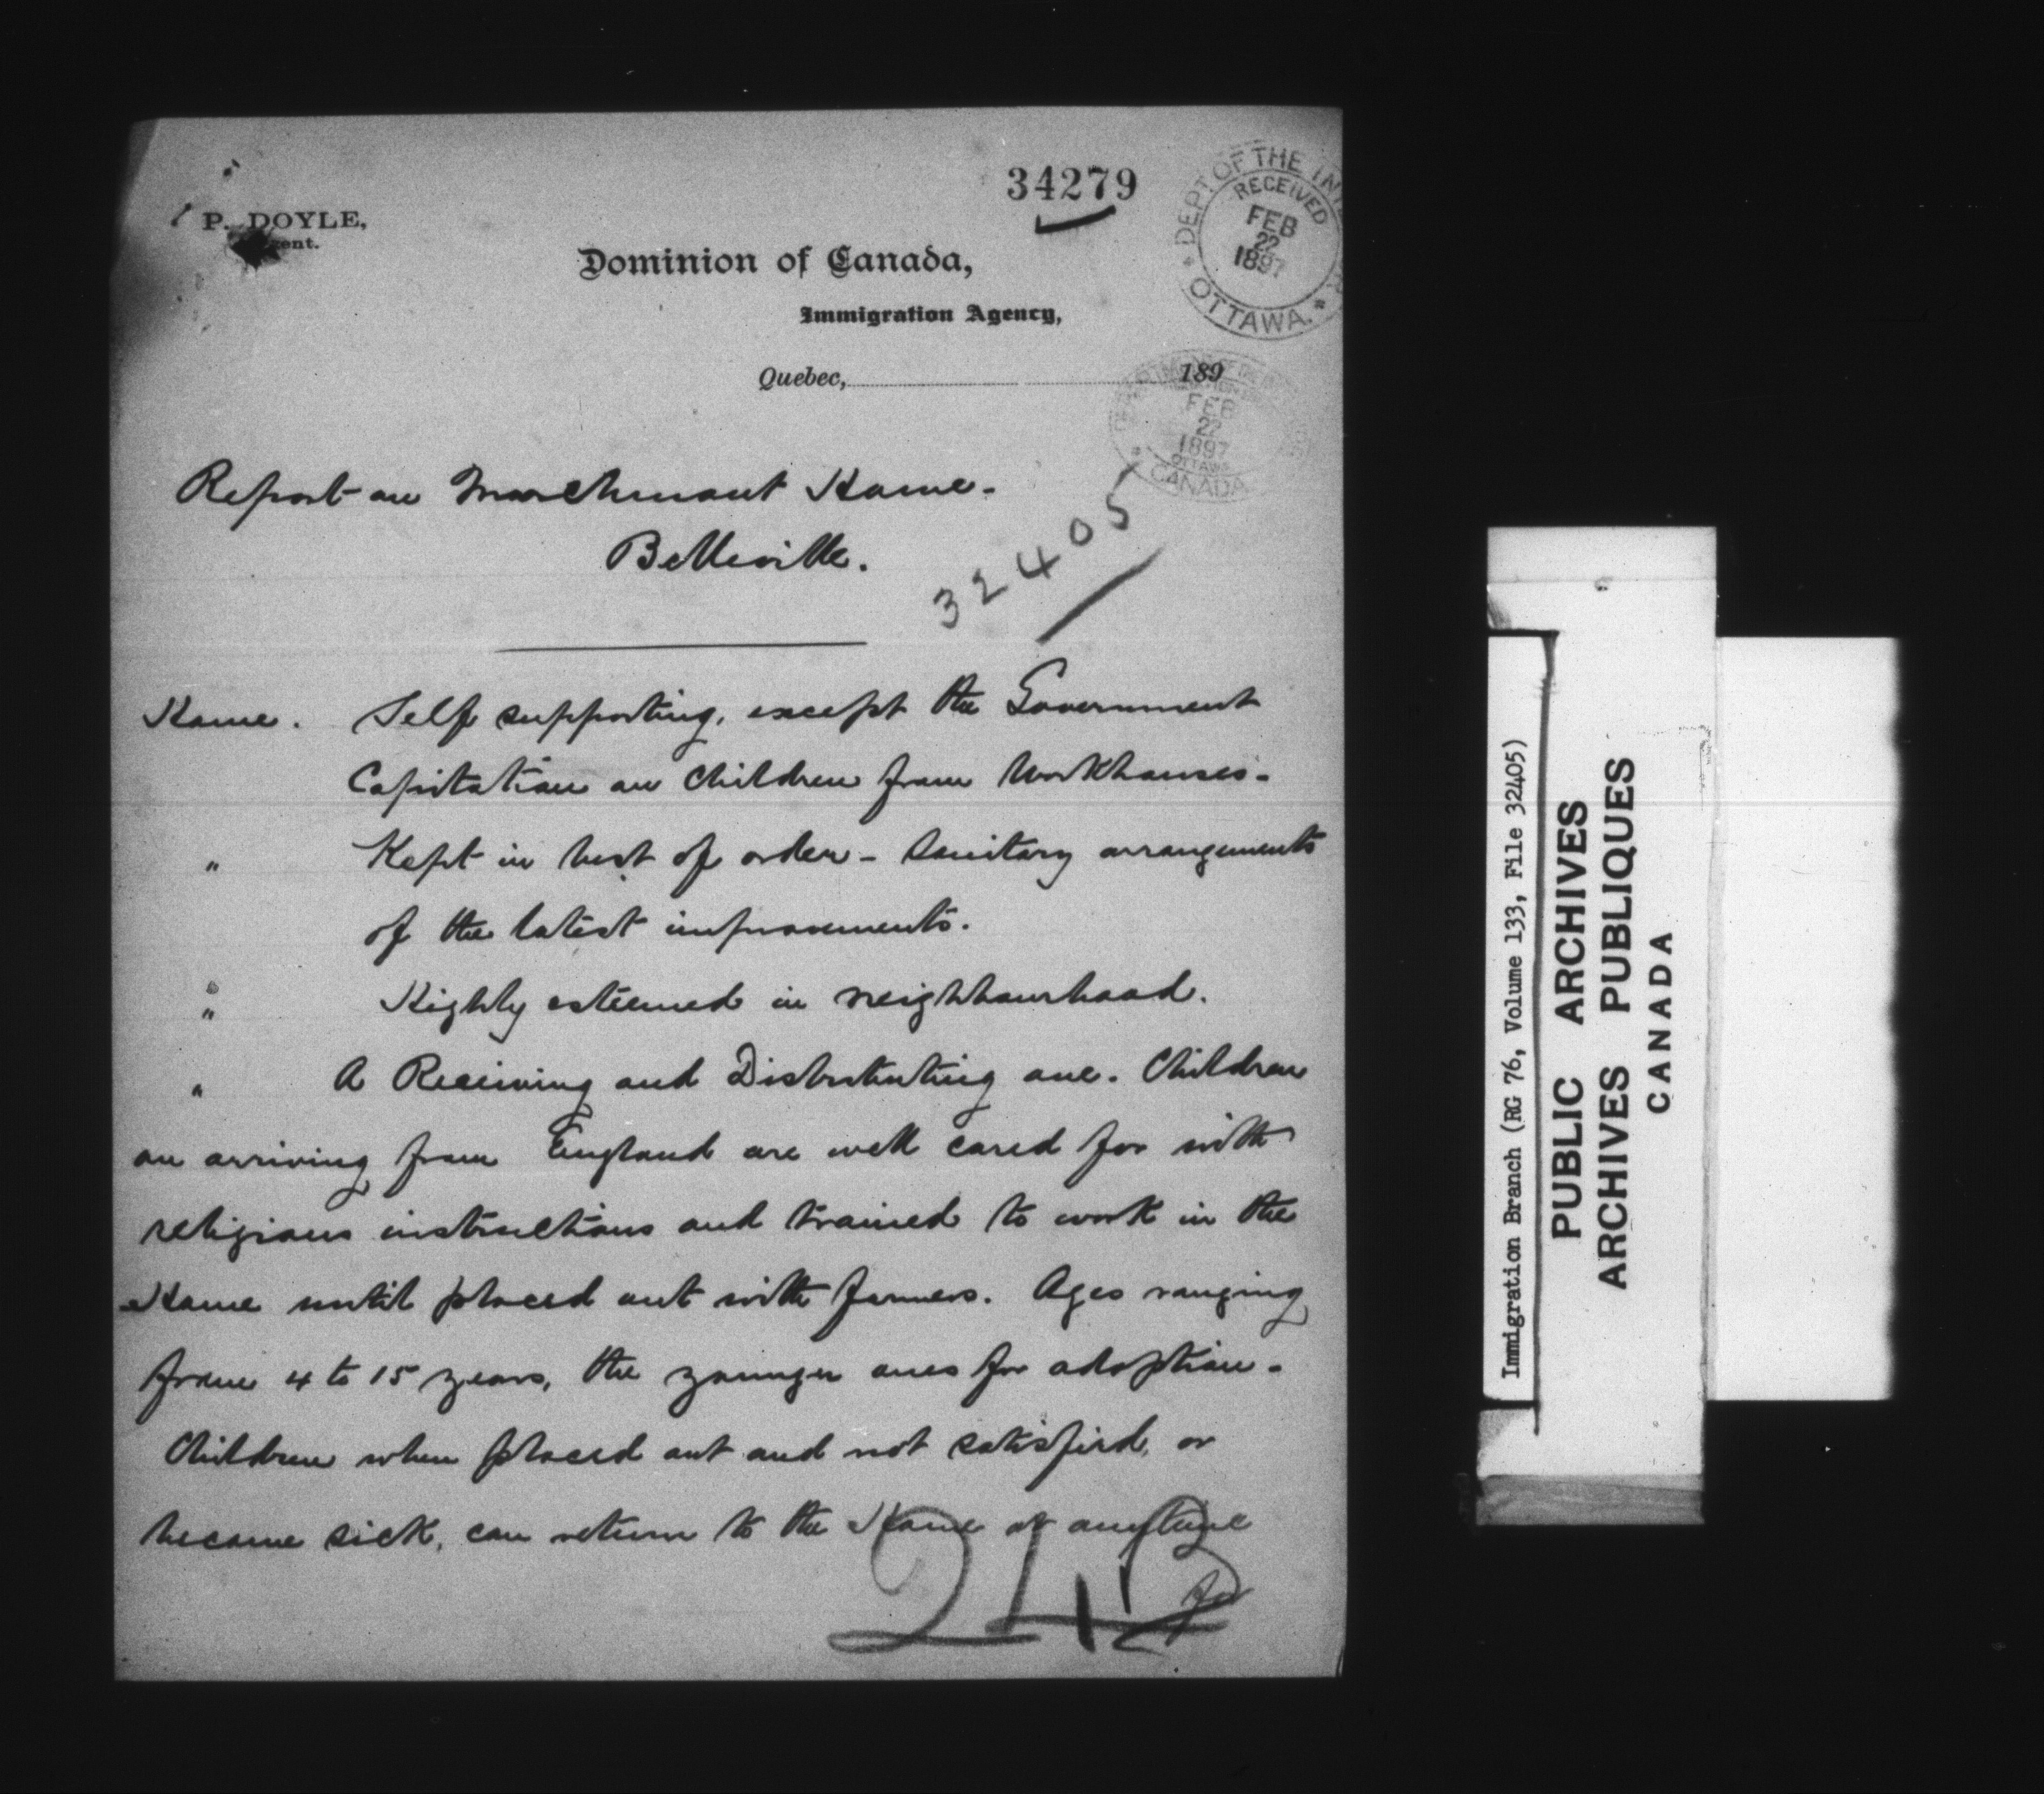 34279
DEPT OF THE INTERIOR
RECEIVED
FEB
22
1897
OTTAWA.
P. DOYLE,
Agent.
Dominion of Canada,
Immigration Agency,
Quebec, 189
FEB
22
1897
OTTAWA
CANADA
Report on Marchmont Home.
Belleville.
32405
Home. Self supporting, except the Government
Capitation on Children from Workhouses-
" Kept in best of order - Sanitary arrangements
of the latest improvements.
" Highly esteemed in neighbourhood.
" A Receiving and Distributing one. Children
on arriving from England are well cared for with
religious instructions and trained to work in the
Home until placed out with farmers. Ages ranging
from 4 to 15 years, the younger ones for adoption-
Children when placed out and not satisfied, or
become sick, can return to the Home at anytime
for
Immigration Branch (RG 76, Volume 133, File 32405)
PUBLIC ARCHIVES
ARCHIVES PUBLIQUES
CANADA